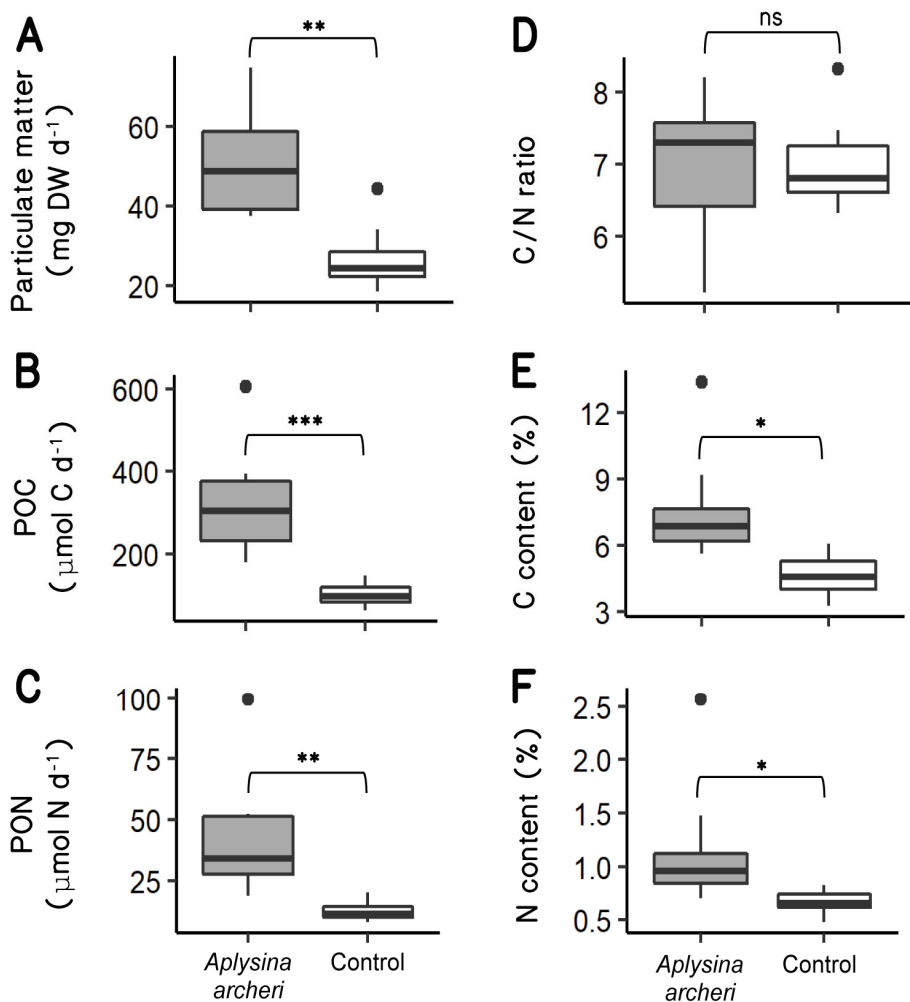 A
Particulate matter
(mg DW d⁻¹)
60
40
20
**
B
POC
(μmol C d⁻¹)
600
400
200
***
C
PON
(μmol N d⁻¹)
100
75
50
25
**
Aplysina
archeri
Control
D
C/N ratio
8
7
6
ns
E
C content (%)
12
9
6
3
*
F
N content (%)
2.5
2.0
1.5
1.0
0.5
*
Aplysina
archeri
Control